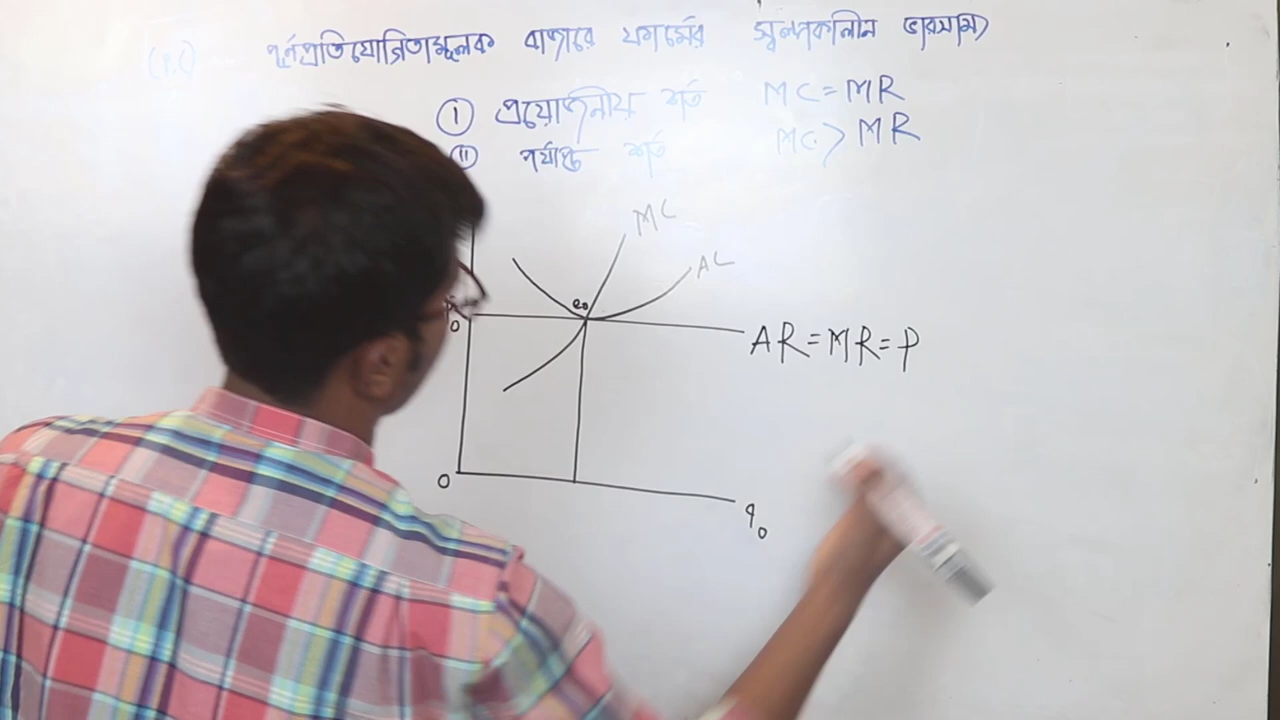 (P.C) পূর্ণপ্রতিযোগিতামূলক বাজারে ফার্মের স্বল্পকালীন ভারসাম্য
(I) প্রয়োজনীয় শর্ত MC = MR
(II) পর্যাপ্ত শর্ত MC > MR
MC
AC
e₀
AR = MR = P
0
q₀